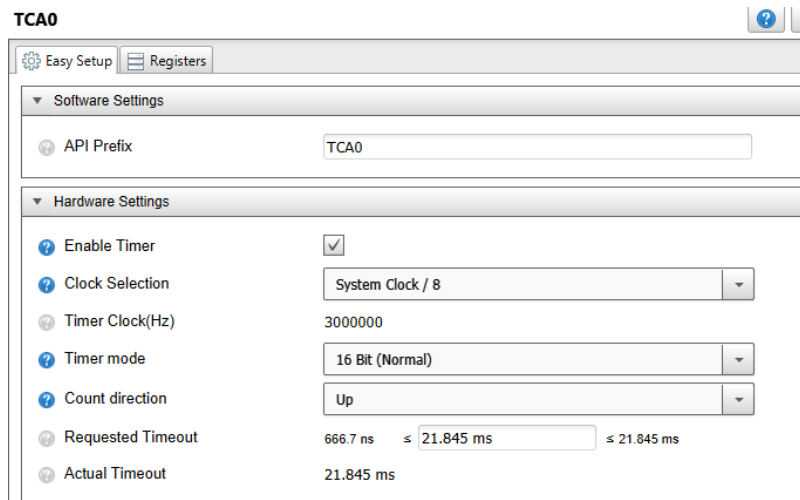 TCA0
Easy Setup
Registers
Software Settings
API Prefix
TCA0
Hardware Settings
Enable Timer
Clock Selection
System Clock / 8
Timer Clock(Hz)
3000000
Timer mode
16 Bit (Normal)
Count direction
Up
Requested Timeout
666.7 ns ≤ 21.845 ms ≤ 21.845 ms
Actual Timeout
21.845 ms